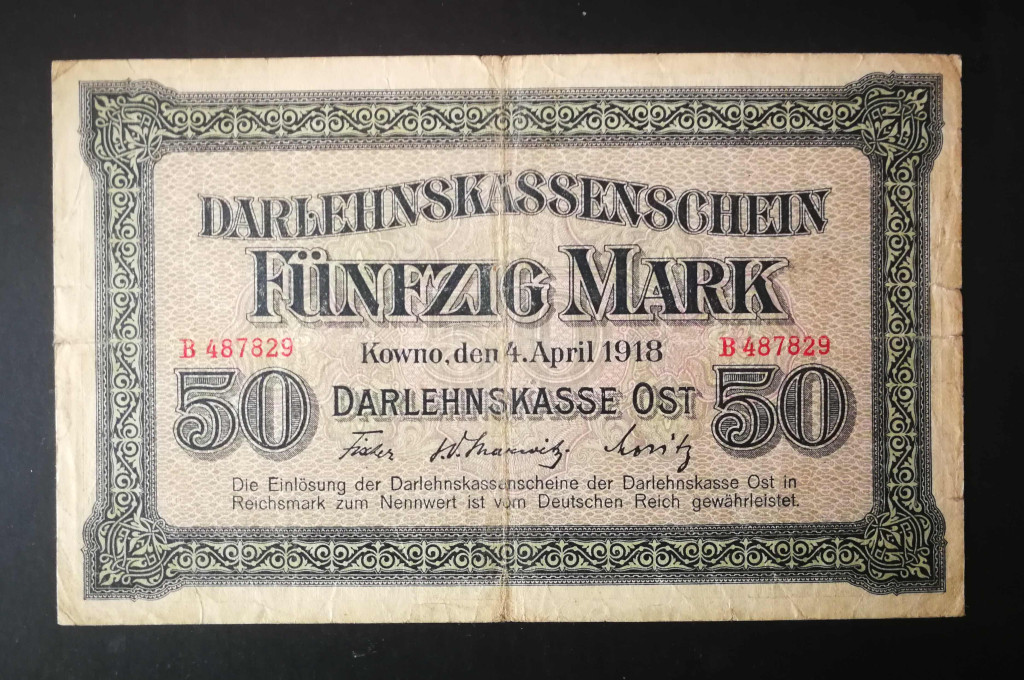 DARLEHNSKASSENSCHEIN
FÜNFZIG MARK
B 487829 Kowno, den 4. April 1918 B 487829
50 DARLEHNSKASSE OST 50
Fischer
Die Einlösung der Darlehnskassenscheine der Darlehnskasse Ost in
Reichsmark zum Nennwert ist vom Deutschen Reich gewährleistet.